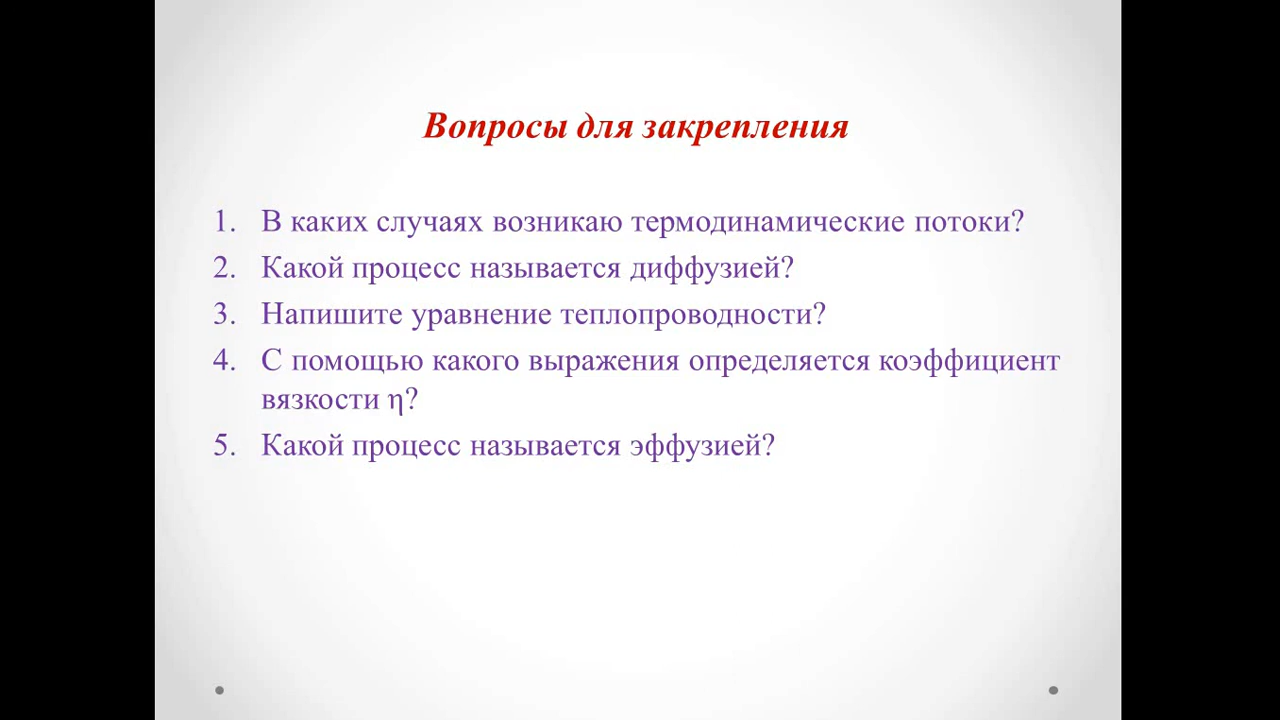 Вопросы для закрепления
1. В каких случаях возникаю термодинамические потоки?
2. Какой процесс называется диффузией?
3. Напишите уравнение теплопроводности?
4. С помощью какого выражения определяется коэффициент
вязкости η?
5. Какой процесс называется эффузией?